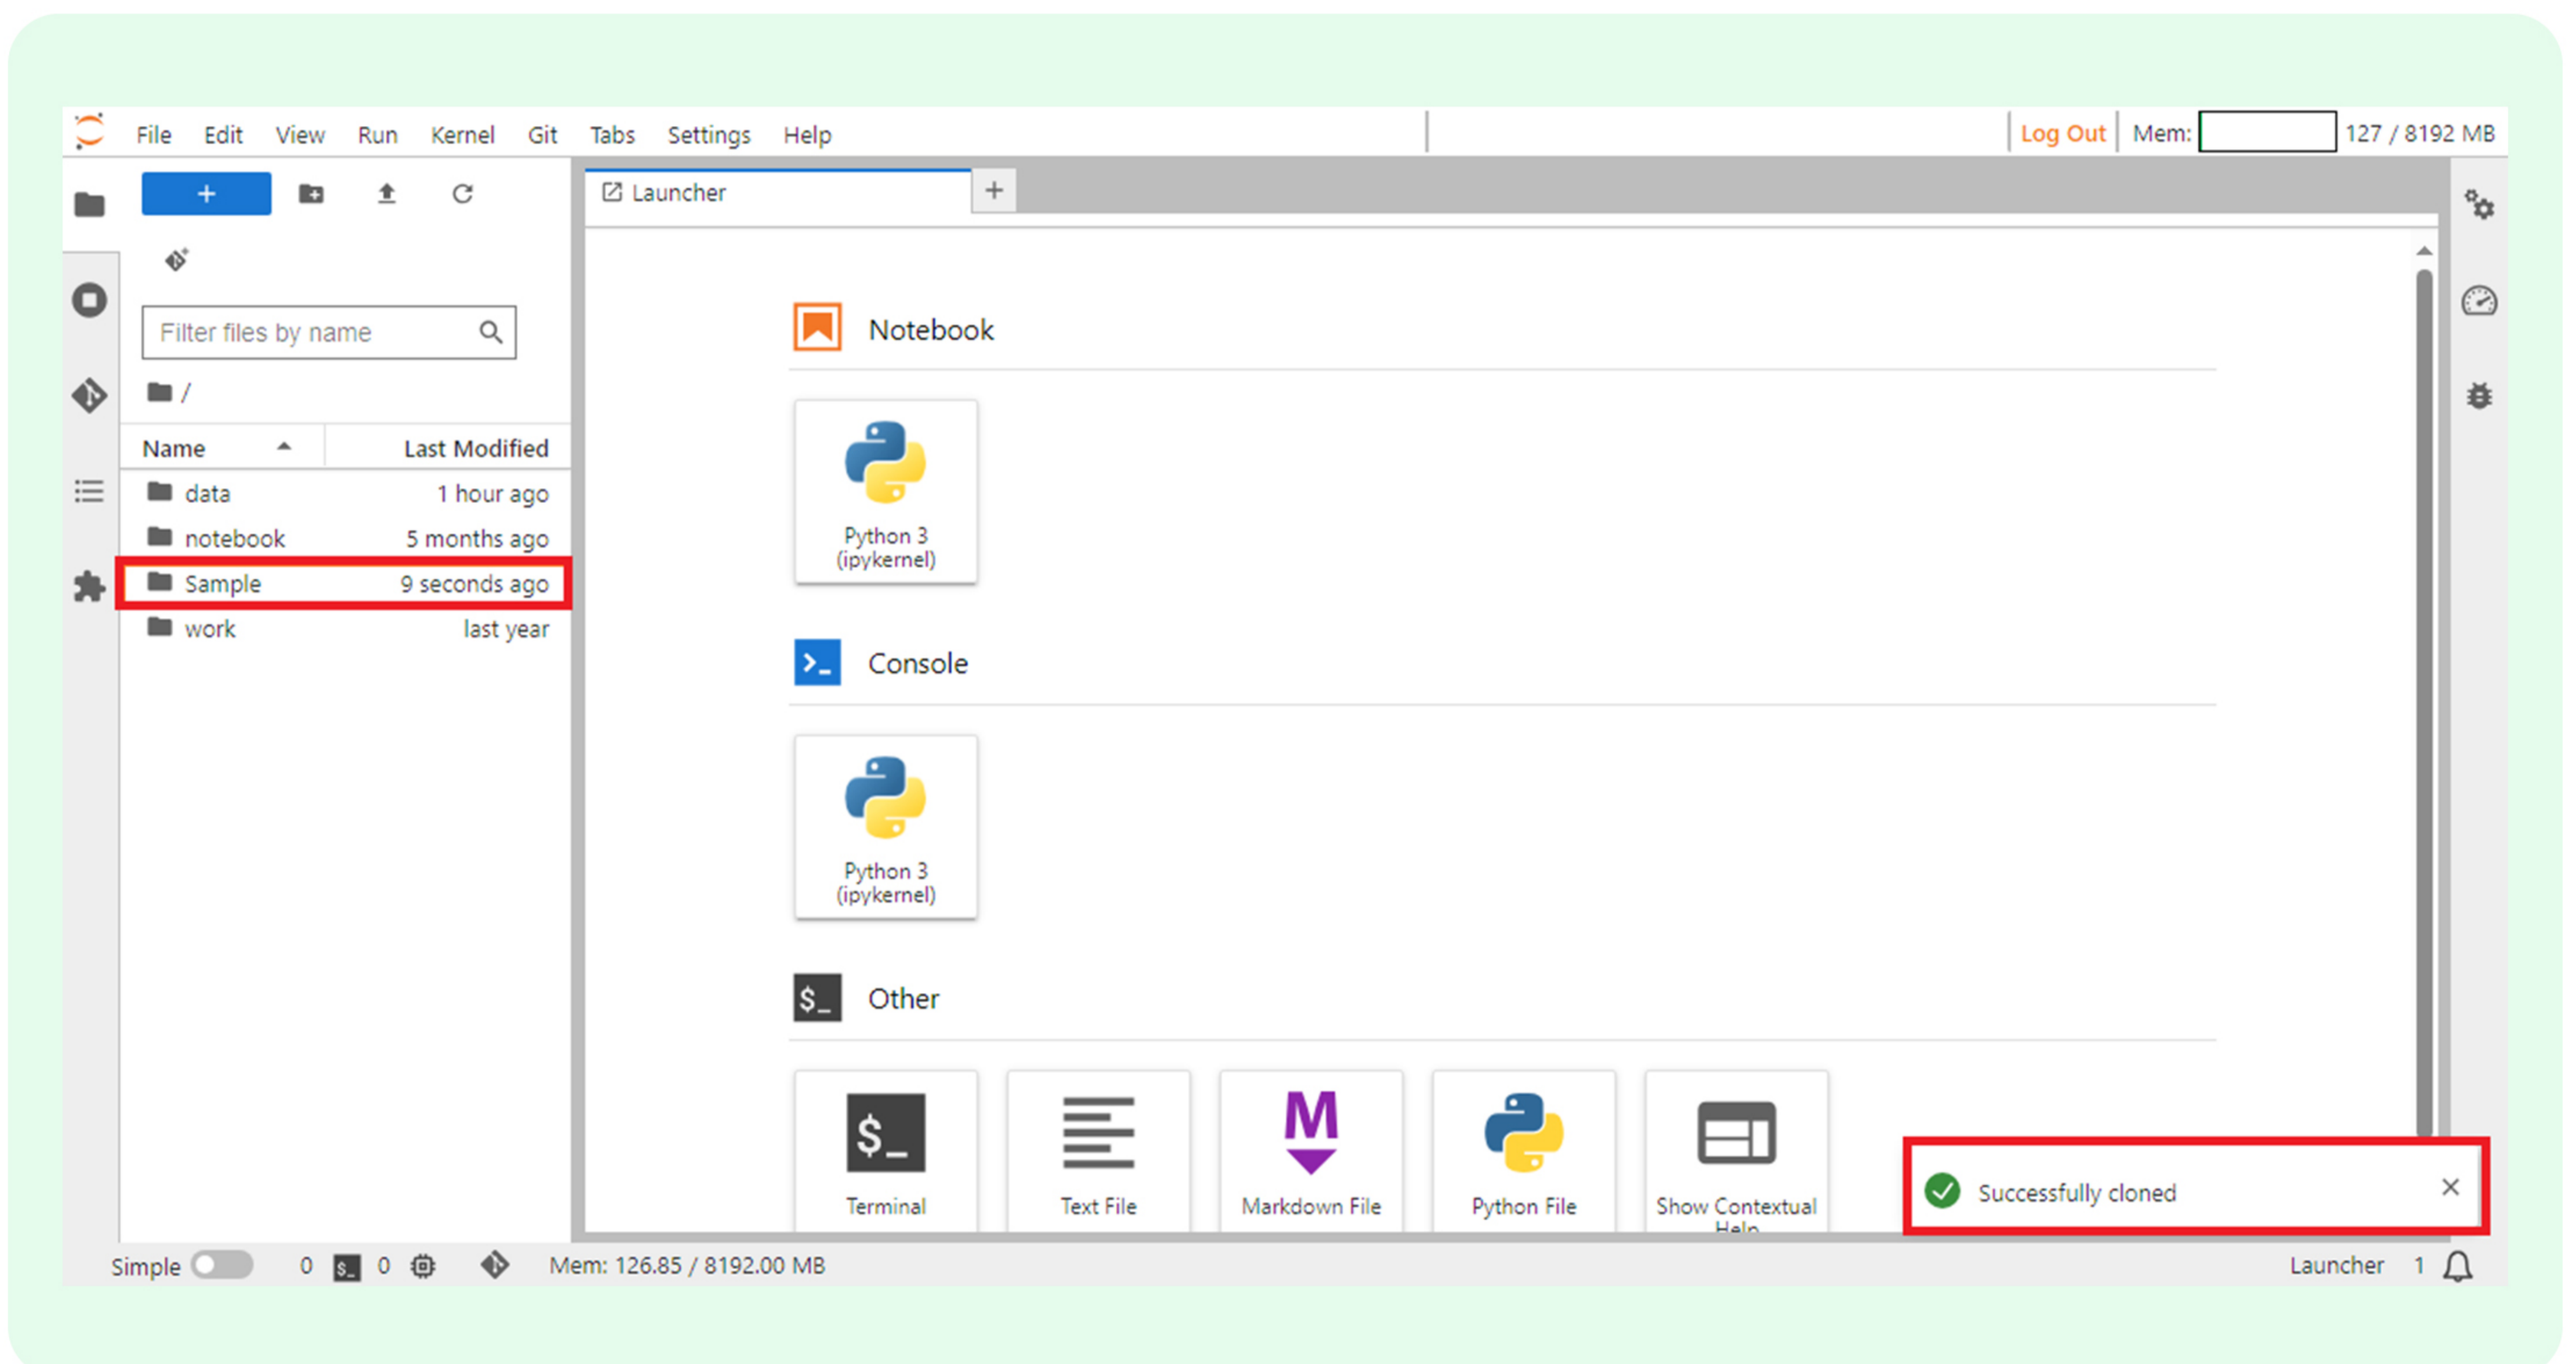 File Edit View Run Kernel Git Tabs Settings Help
Log Out Mem: 127 / 8192 MB
+
Launcher +
Filter files by name
/
Name Last Modified
data 1 hour ago
notebook 5 months ago
Sample 9 seconds ago
work last year
Notebook
Python 3
(ipykernel)
>_ Console
Python 3
(ipykernel)
$_ Other
$_
M
Terminal
Text File
Markdown File
Python File
Show Contextual
Help
Successfully cloned
Simple 0 $_ 0 Mem: 126.85 / 8192.00 MB Launcher 1